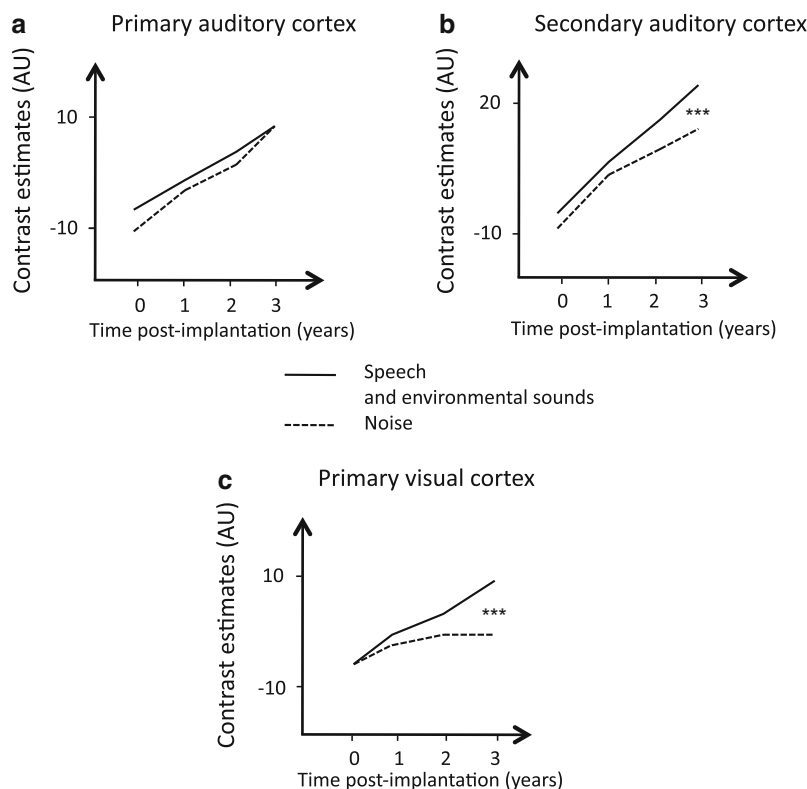 a Primary auditory cortex
Contrast estimates (AU)
10
-10
0 1 2 3
Time post-implantation (years)
b Secondary auditory cortex
Contrast estimates (AU)
20
***
-10
0 1 2 3
Time post-implantation (years)
Speech
and environmental sounds
Noise
c Primary visual cortex
Contrast estimates (AU)
10
***
-10
0 1 2 3
Time post-implantation (years)